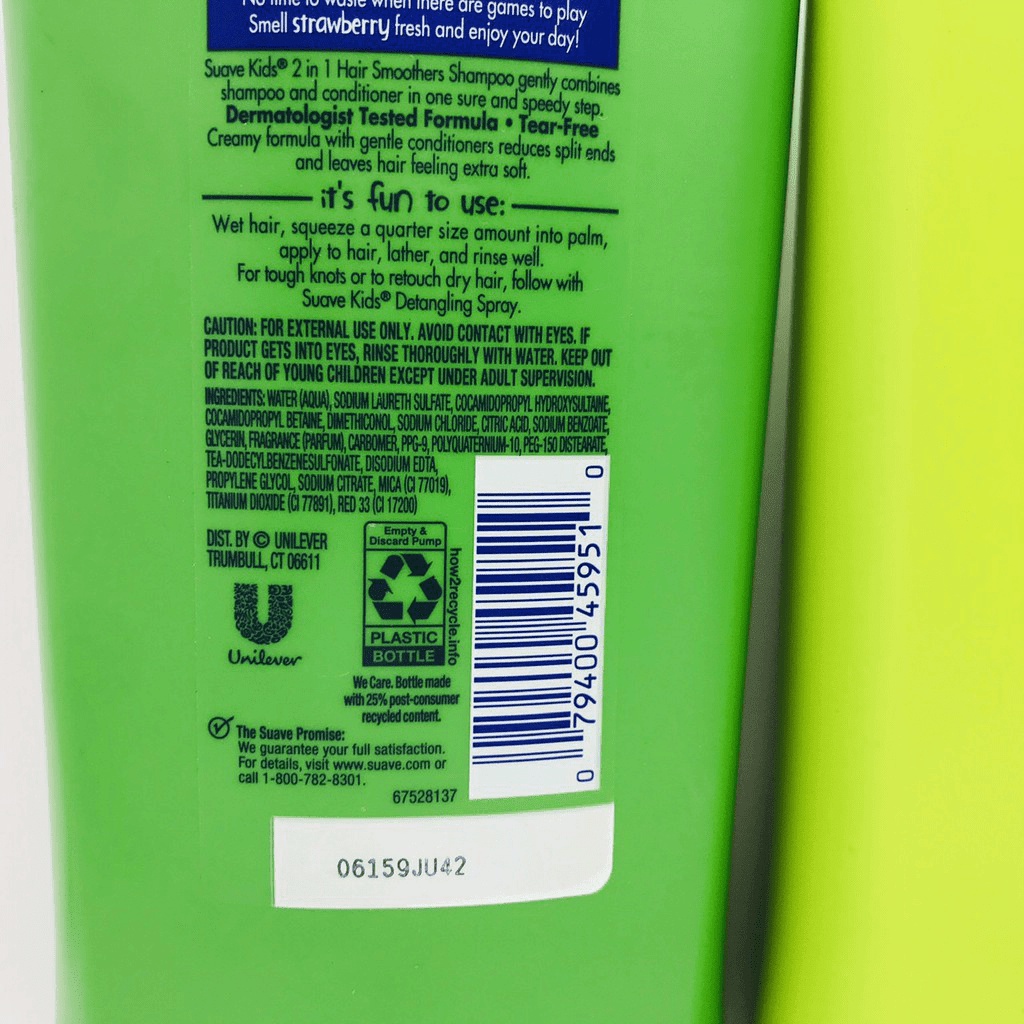 No time to waste when there are games to play
Smell strawberry fresh and enjoy your day!
Suave Kids® 2 in 1 Hair Smoothers Shampoo gently combines
shampoo and conditioner in one sure and speedy step.
Dermatologist Tested Formula • Tear-Free
Creamy formula with gentle conditioners reduces split ends
and leaves hair feeling extra soft.
it's fun to use:
Wet hair, squeeze a quarter size amount into palm,
apply to hair, lather, and rinse well.
For tough knots or to retouch dry hair, follow with
Suave Kids® Detangling Spray.
CAUTION: FOR EXTERNAL USE ONLY. AVOID CONTACT WITH EYES. IF
PRODUCT GETS INTO EYES, RINSE THOROUGHLY WITH WATER. KEEP OUT
OF REACH OF YOUNG CHILDREN EXCEPT UNDER ADULT SUPERVISION.
INGREDIENTS: WATER (AQUA), SODIUM LAURETH SULFATE, COCAMIDOPROPYL HYDROXYSULTAINE,
COCAMIDOPROPYL BETAINE, DIMETHICONOL, SODIUM CHLORIDE, CITRIC ACID, SODIUM BENZOATE,
GLYCERIN, FRAGRANCE (PARFUM), CARBOMER, PPG-9, POLYQUATERNIUM-10, PEG-150 DISTEARATE,
TEA-DODECYLBENZENESULFONATE, DISODIUM EDTA,
PROPYLENE GLYCOL, SODIUM CITRATE, MICA (CI 77019),
TITANIUM DIOXIDE (CI 77891), RED 33 (CI 17200)
DIST. BY © UNILEVER
TRUMBULL, CT 06611
Unilever
Empty &
Discard Pump
PLASTIC
BOTTLE
how2recycle.info
We Care. Bottle made
with 25% post-consumer
recycled content.
The Suave Promise:
We guarantee your full satisfaction.
For details, visit www.suave.com or
call 1-800-782-8301.
67528137
0 79400 45951 0
06159JU42